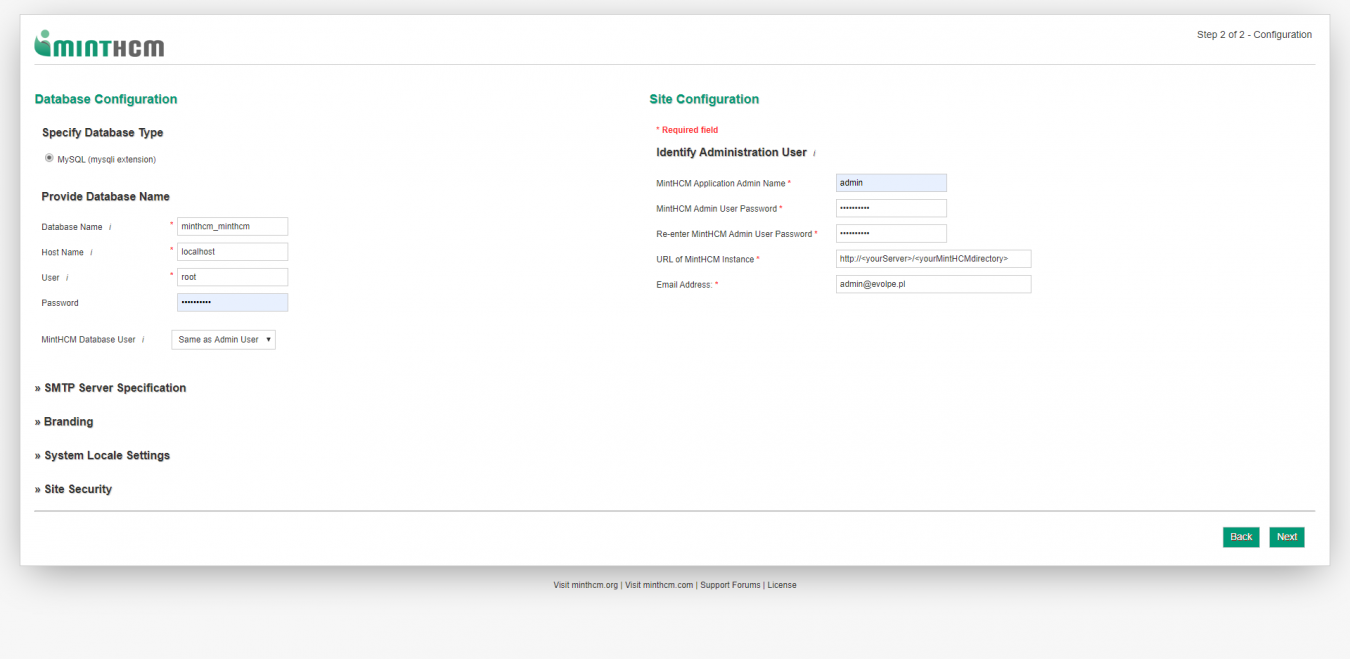 MINTHCM
Step 2 of 2 - Configuration
Database Configuration
Specify Database Type
MySQL (mysqli extension)
Provide Database Name
Database Name i * minthcm_minthcm
Host Name i * localhost
User i * root
Password ••••••••••
MintHCM Database User i Same as Admin User ▼
» SMTP Server Specification
» Branding
» System Locale Settings
» Site Security
Site Configuration
* Required field
Identify Administration User i
MintHCM Application Admin Name * admin
MintHCM Admin User Password * ••••••••••
Re-enter MintHCM Admin User Password * ••••••••••
URL of MintHCM Instance * http://<yourServer>/<yourMintHCMdirectory>
Email Address: * admin@evolpe.pl
Back Next
Visit minthcm.org | Visit minthcm.com | Support Forums | License